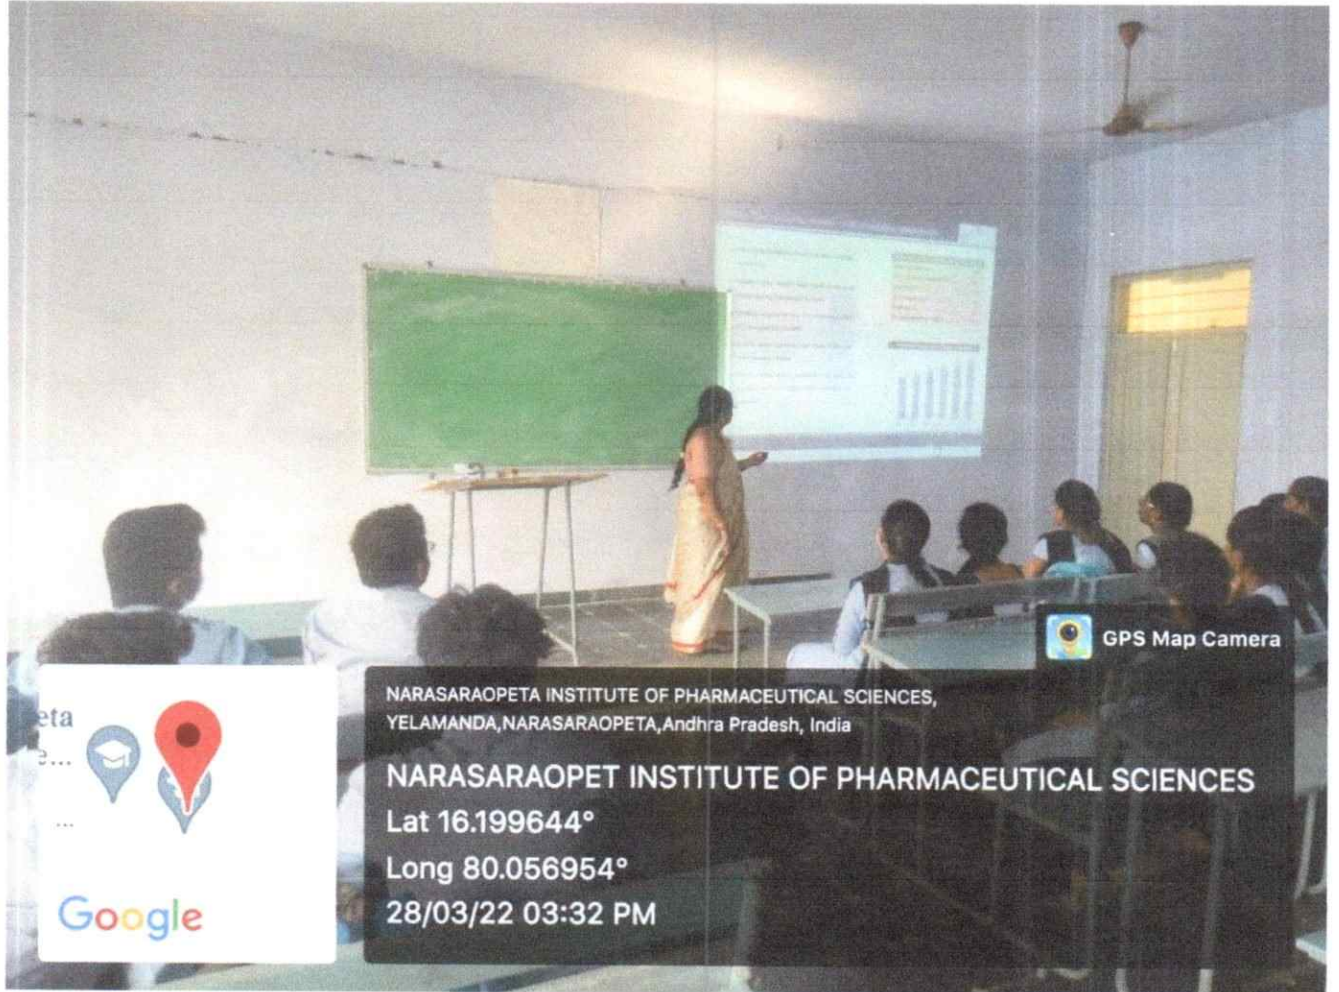 GPS Map Camera
NARASARAOPETA INSTITUTE OF PHARMACEUTICAL SCIENCES,
YELAMANDA,NARASARAOPETA,Andhra Pradesh, India
NARASARAOPET INSTITUTE OF PHARMACEUTICAL SCIENCES
Lat 16.199644°
Long 80.056954°
28/03/22 03:32 PM
eta
e...
...
Google